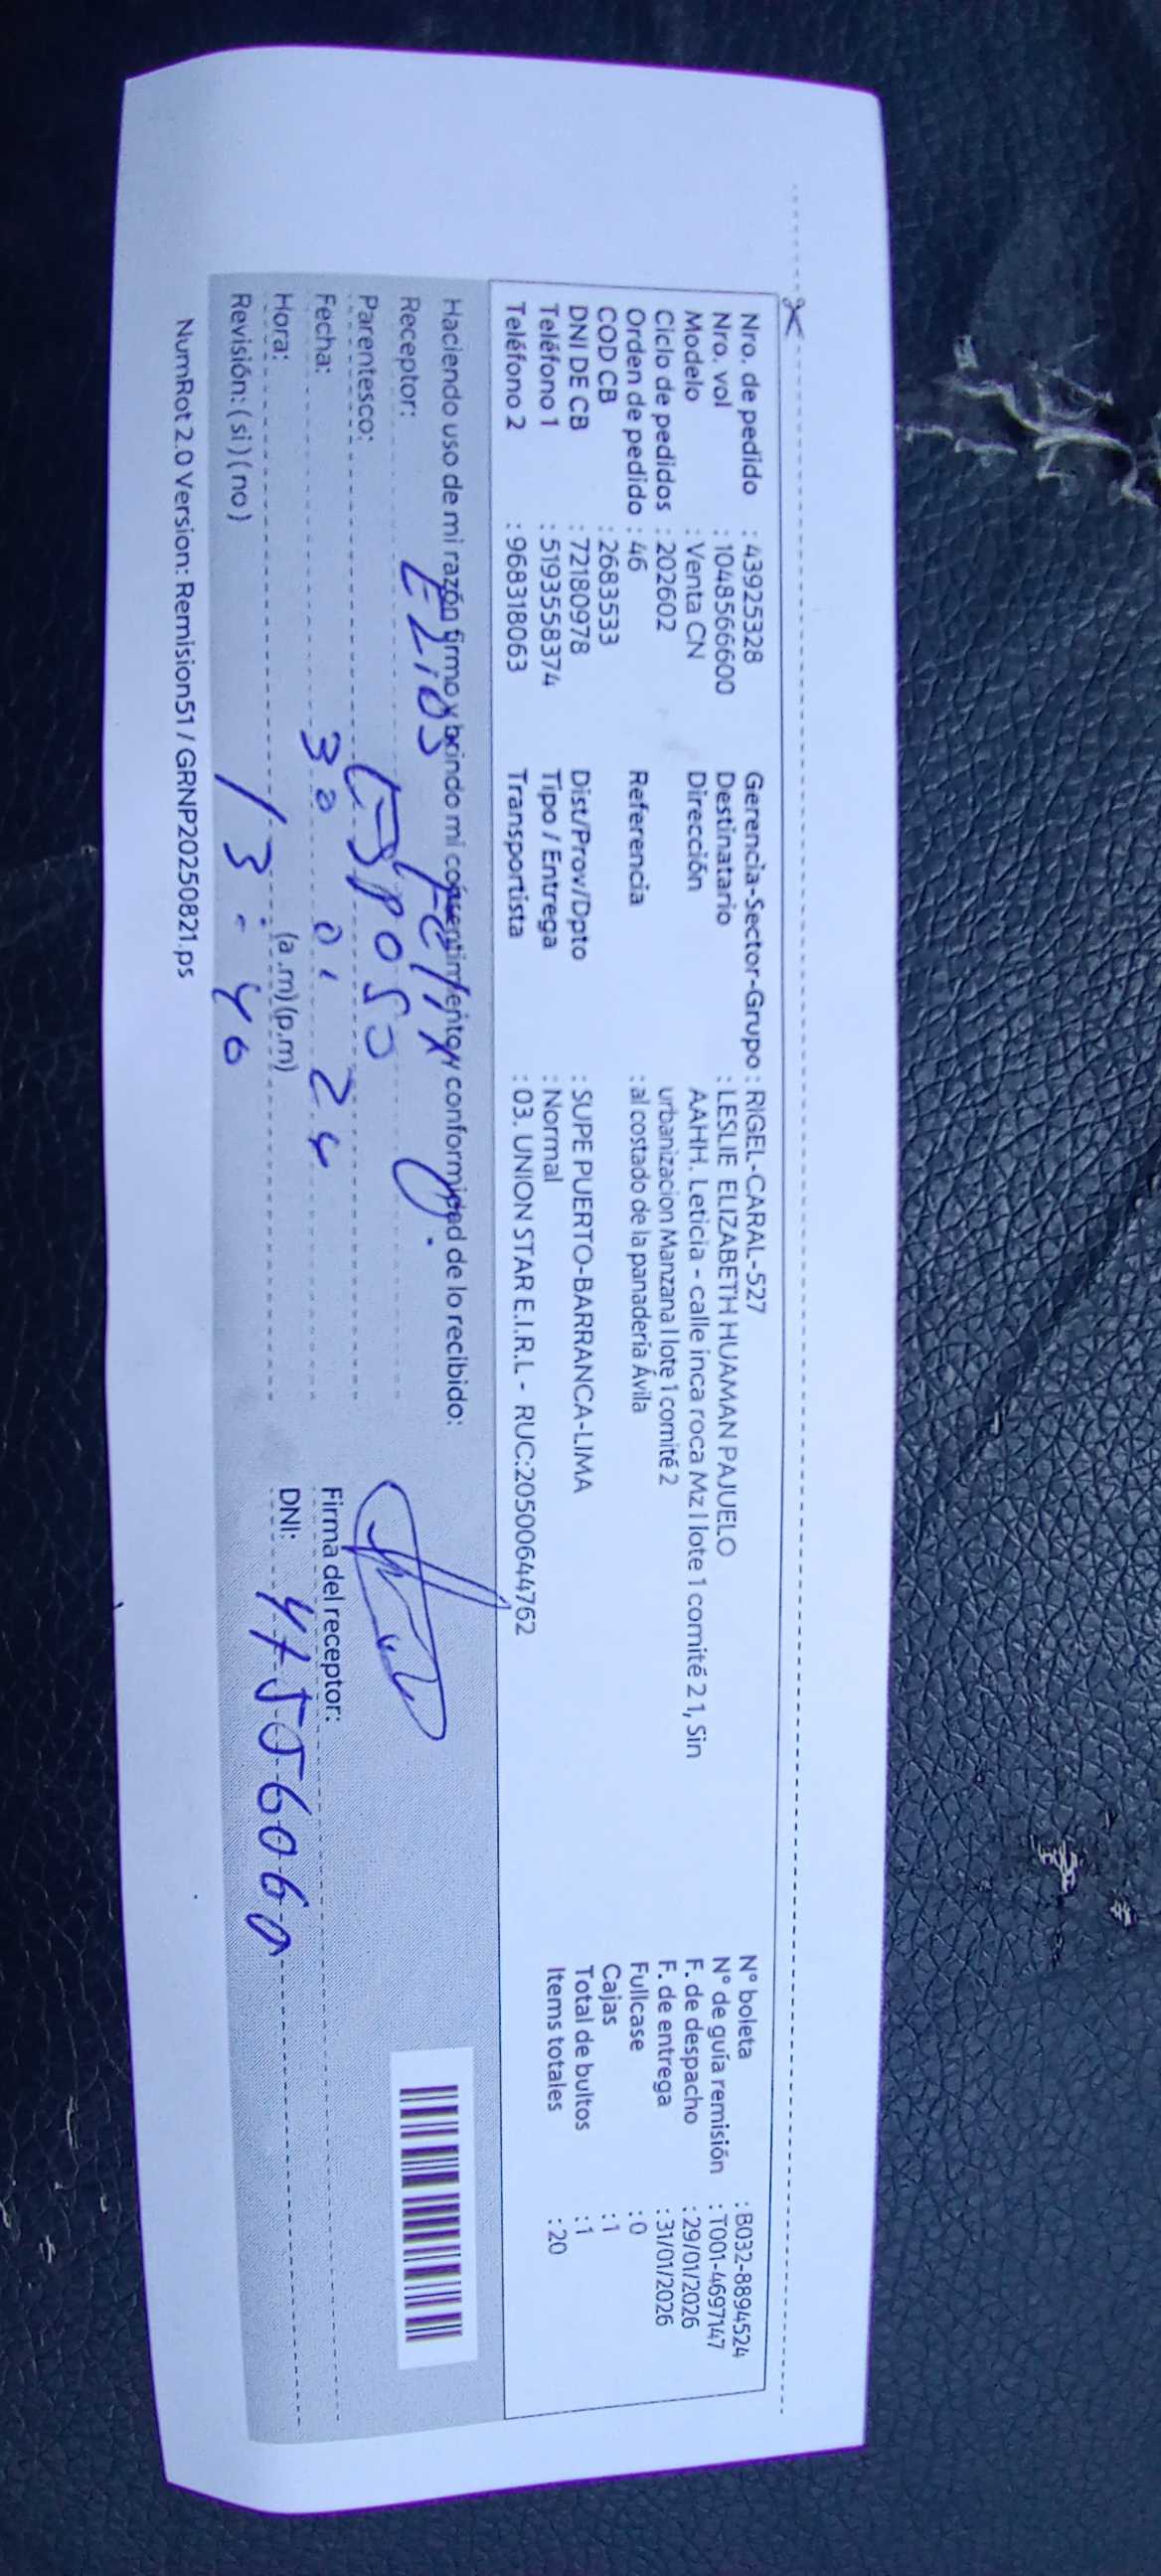 Nro. de pedido : 43925328
Nro. vol : 1048566600
Modelo : Venta CN
Ciclo de pedidos : 202602
Orden de pedido : 46
COD CB : 2683533
DNI DE CB : 72180978
Teléfono 1 : 5193558374
Teléfono 2 : 968318063
Gerencia-Sector-Grupo : RIGEL-CARAL-527
Destinatario : LESLIE ELIZABETH HUAMAN PAJUELO
Dirección AAHH. Leticia - calle inca roca Mz I lote 1 comité 2 1, Sin
urbanizacion Manzana I lote 1 comité 2
Referencia : al costado de la panaderia Ávila
Dist/Prov/Dpto : SUPE PUERTO-BARRANCA-LIMA
Tipo / Entrega : Normal
Transportista : 03. UNION STAR E.I.R.L - RUC:20500644762
N° boleta : B032-8894524
N° de guía remisión : T001-4697147
F. de despacho : 29/01/2026
F. de entrega : 31/01/2026
Fullcase : 0
Cajas : 1
Total de bultos : 1
Items totales : 20
Haciendo uso de mi razón firmo y brindo mi consentimiento y conformidad de lo recibido:
Receptor: Elios Felix
Parentesco: Esposo
Fecha: 30 01
Hora: 13:40 (a.m) (p.m)
Revisión: ( si ) ( no )
Firma del receptor:
DNI:
NumRot 2.0 Version: Remision51 / GRNP20250821.ps